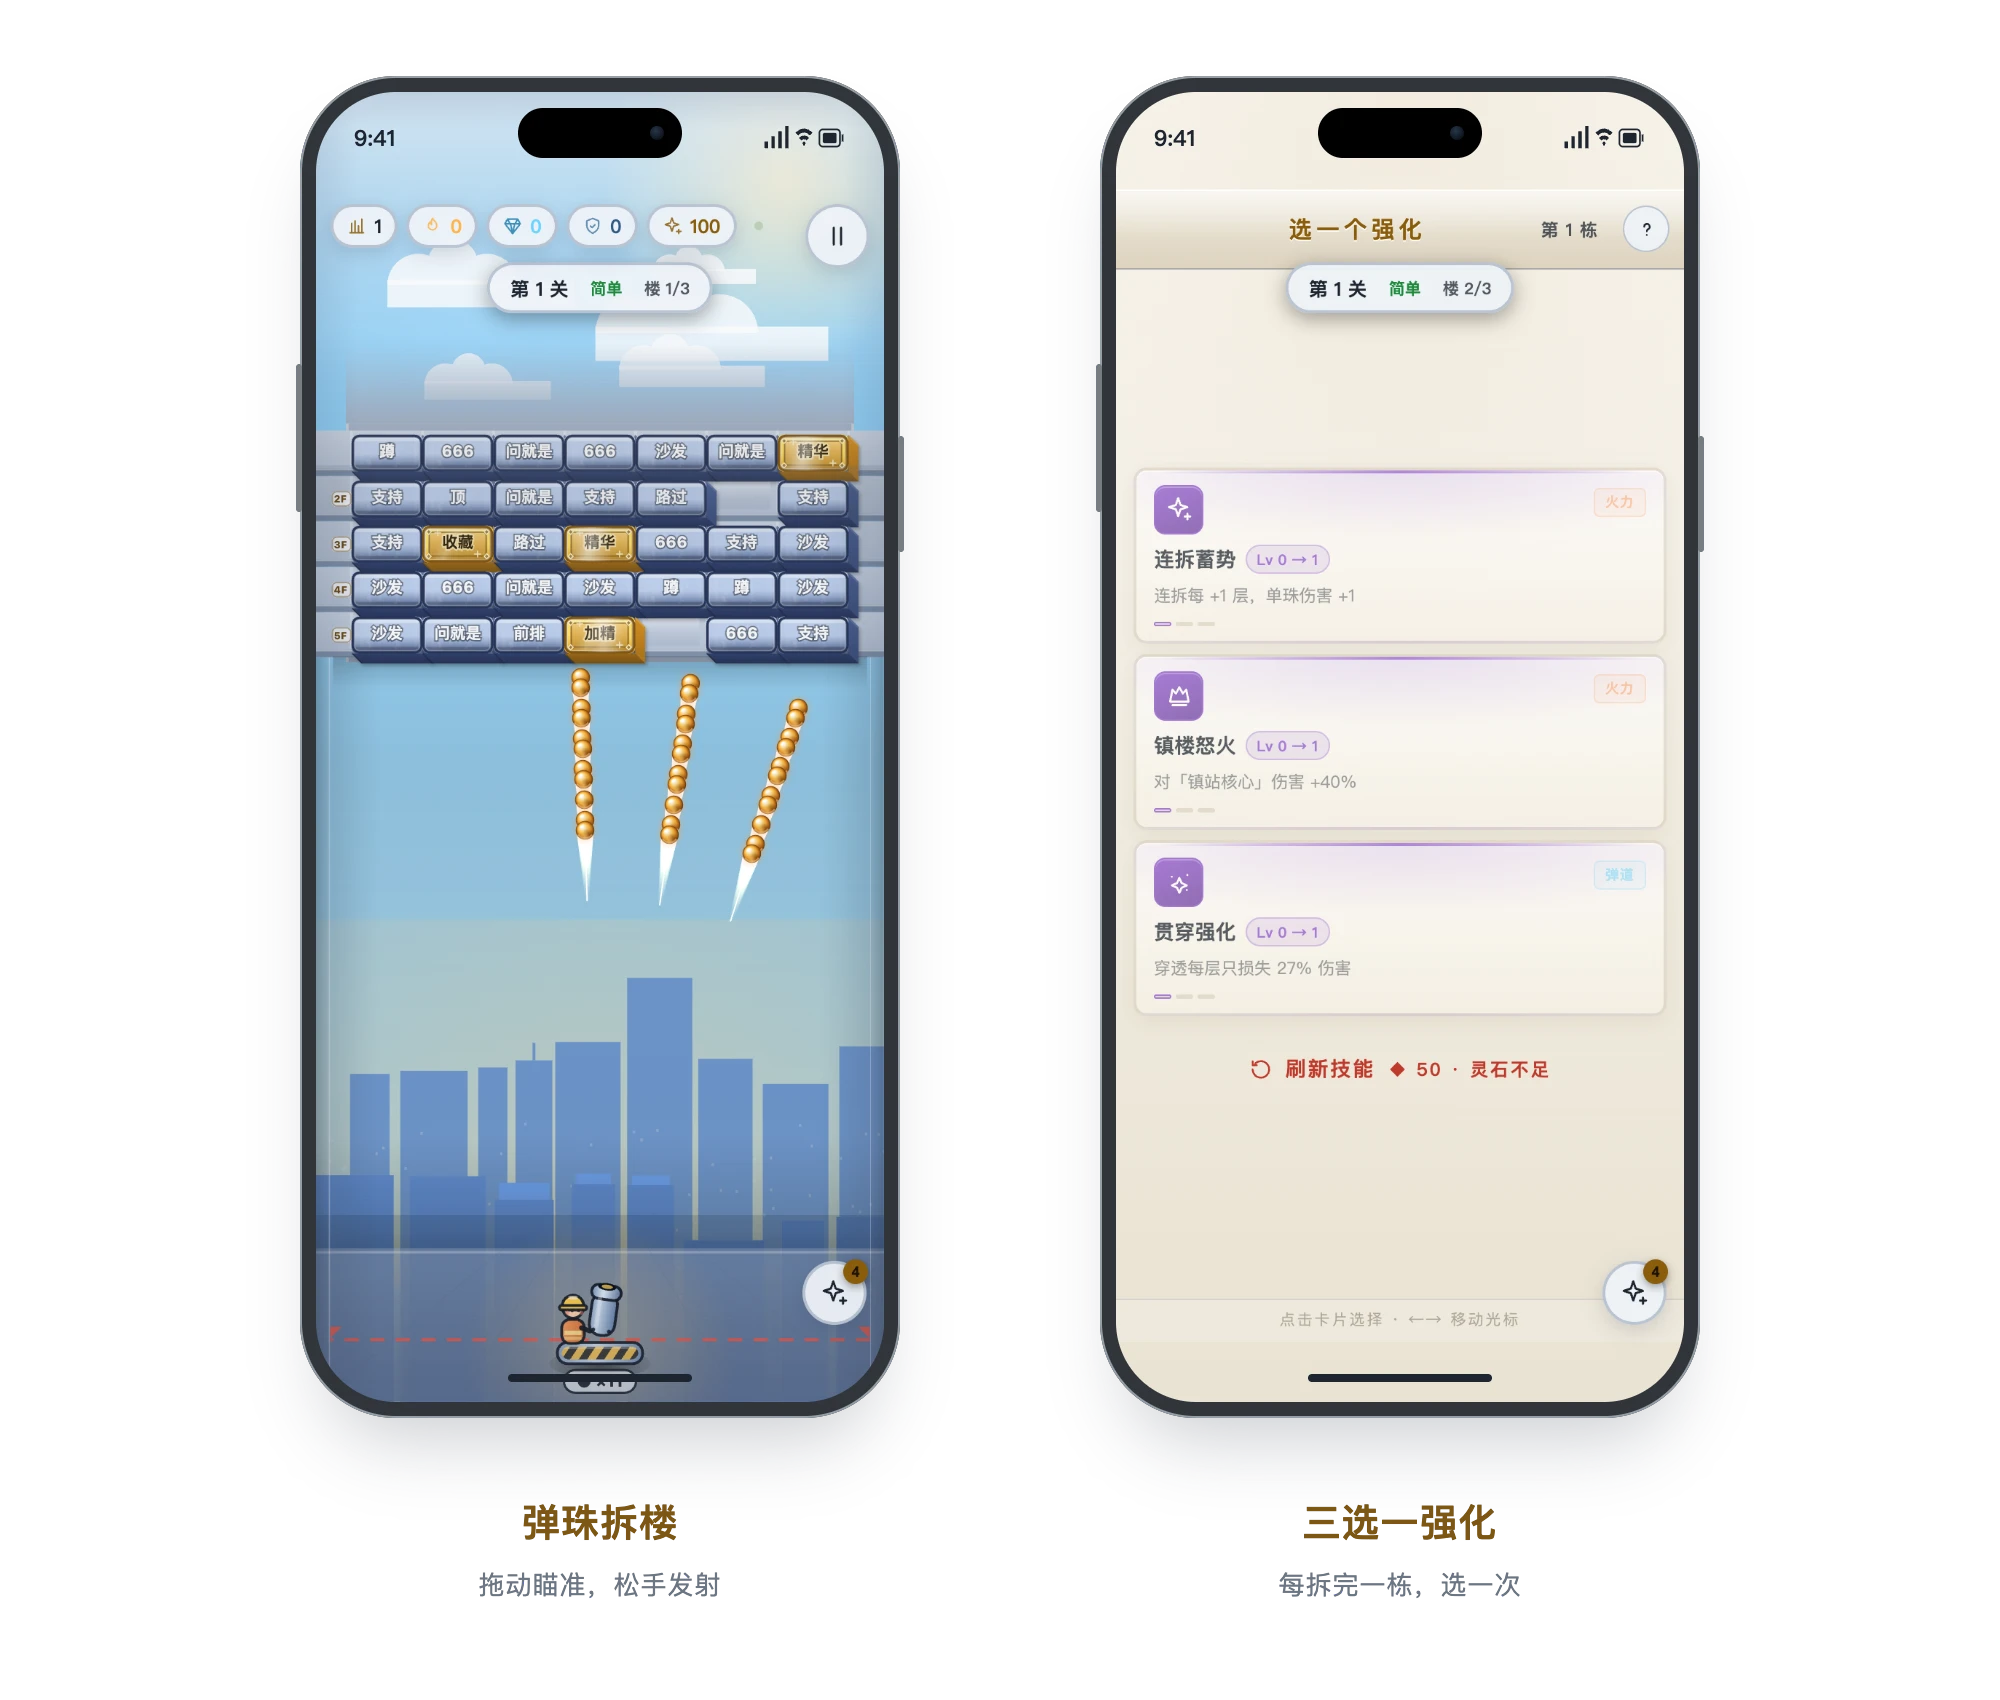 9:41
1 0 0 0 100
第 1 关 简单 楼 1/3
蹲 666 问就是 666 沙发 问就是 精华
2F 支持 顶 问就是 支持 路过 支持
3F 支持 收藏 路过 精华 666 支持 沙发
4F 沙发 666 问就是 沙发 蹲 蹲 沙发
5F 沙发 问就是 前排 加精 666 支持
4
弹珠拆楼
拖动瞄准，松手发射
9:41
选一个强化 第 1 栋 ?
第 1 关 简单 楼 2/3
火力
连拆蓄势 Lv 0 → 1
连拆每 +1 层，单珠伤害 +1
火力
镇楼怒火 Lv 0 → 1
对「镇站核心」伤害 +40%
弹道
贯穿强化 Lv 0 → 1
穿透每层只损失 27% 伤害
刷新技能 ◆ 50 · 灵石不足
4
点击卡片选择 · ←→ 移动光标
三选一强化
每拆完一栋，选一次